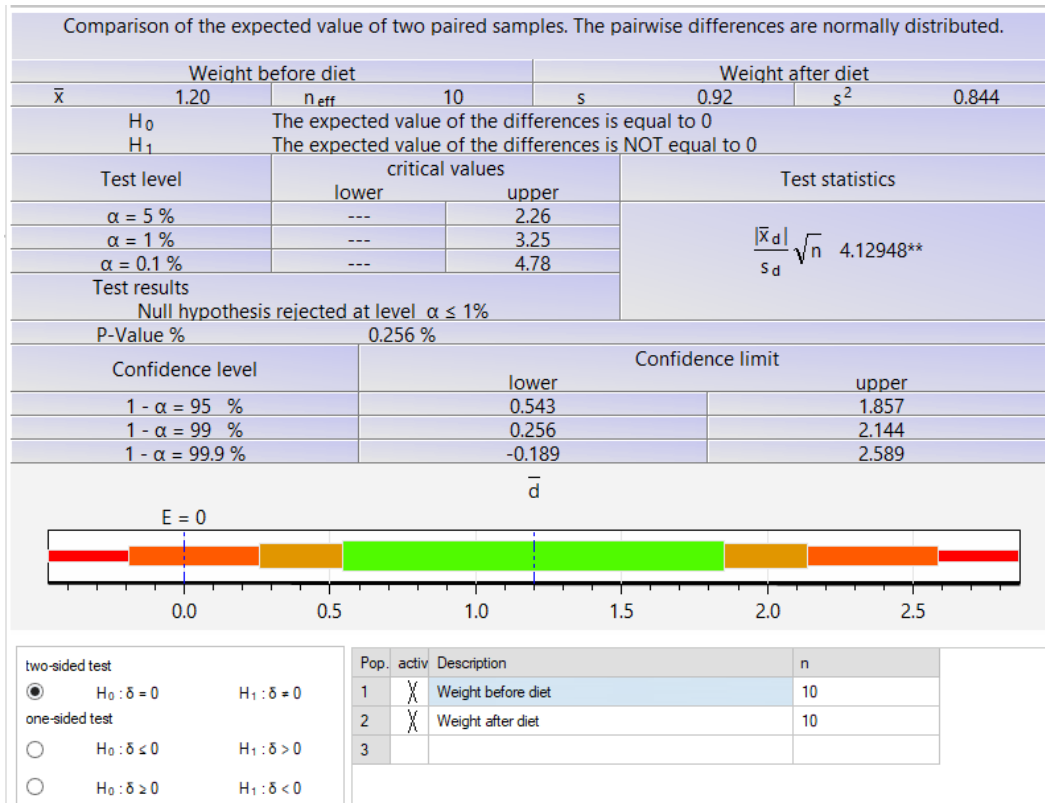 Comparison of the expected value of two paired samples. The pairwise differences are normally distributed.
Weight before diet Weight after diet
x̅ 1.20 n eff 10 s 0.92 s² 0.844
H₀ The expected value of the differences is equal to 0
H₁ The expected value of the differences is NOT equal to 0
Test level critical values Test statistics
lower upper
α = 5 % --- 2.26
α = 1 % --- 3.25
α = 0.1 % --- 4.78
|x̅ d| / s d √n 4.12948**
Test results
Null hypothesis rejected at level α ≤ 1%
P-Value % 0.256 %
Confidence level Confidence limit
lower upper
1 - α = 95 % 0.543 1.857
1 - α = 99 % 0.256 2.144
1 - α = 99.9 % -0.189 2.589
d̅
E = 0
0.0 0.5 1.0 1.5 2.0 2.5
two-sided test
H₀ : δ = 0 H₁ : δ ≠ 0
one-sided test
H₀ : δ ≤ 0 H₁ : δ > 0
H₀ : δ ≥ 0 H₁ : δ < 0
Pop. activ Description n
1 X Weight before diet 10
2 X Weight after diet 10
3